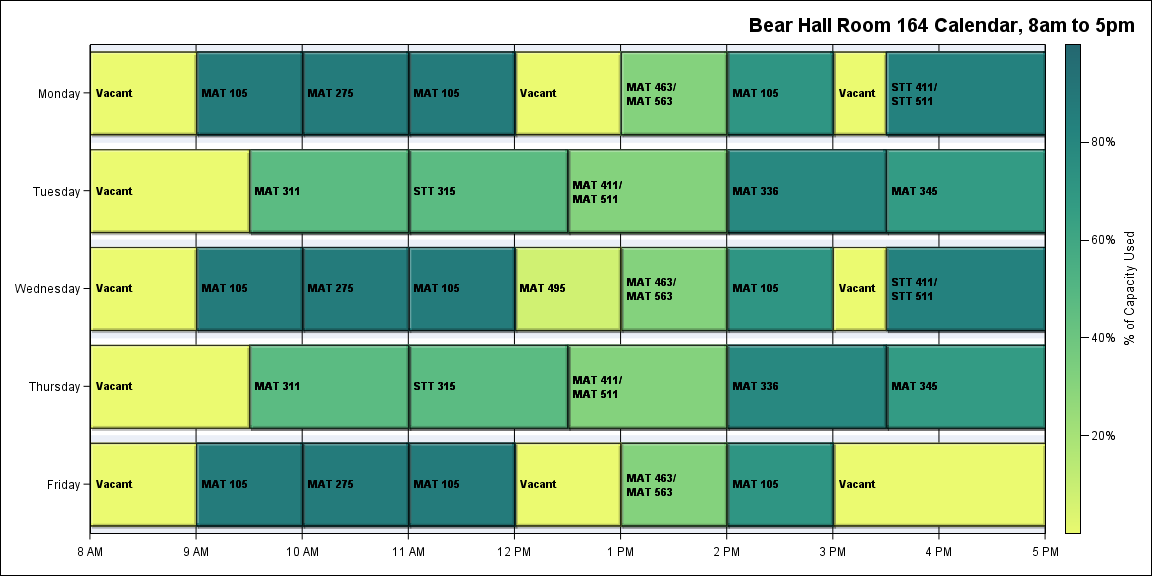 Bear Hall Room 164 Calendar, 8am to 5pm
Monday
Vacant
MAT 105
MAT 275
MAT 105
Vacant
MAT 463/
MAT 563
MAT 105
Vacant
STT 411/
STT 511
Tuesday
Vacant
MAT 311
STT 315
MAT 411/
MAT 511
MAT 336
MAT 345
Wednesday
Vacant
MAT 105
MAT 275
MAT 105
MAT 495
MAT 463/
MAT 563
MAT 105
Vacant
STT 411/
STT 511
Thursday
Vacant
MAT 311
STT 315
MAT 411/
MAT 511
MAT 336
MAT 345
Friday
Vacant
MAT 105
MAT 275
MAT 105
Vacant
MAT 463/
MAT 563
MAT 105
Vacant
8 AM
9 AM
10 AM
11 AM
12 PM
1 PM
2 PM
3 PM
4 PM
5 PM
80%
60%
40%
20%
% of Capacity Used